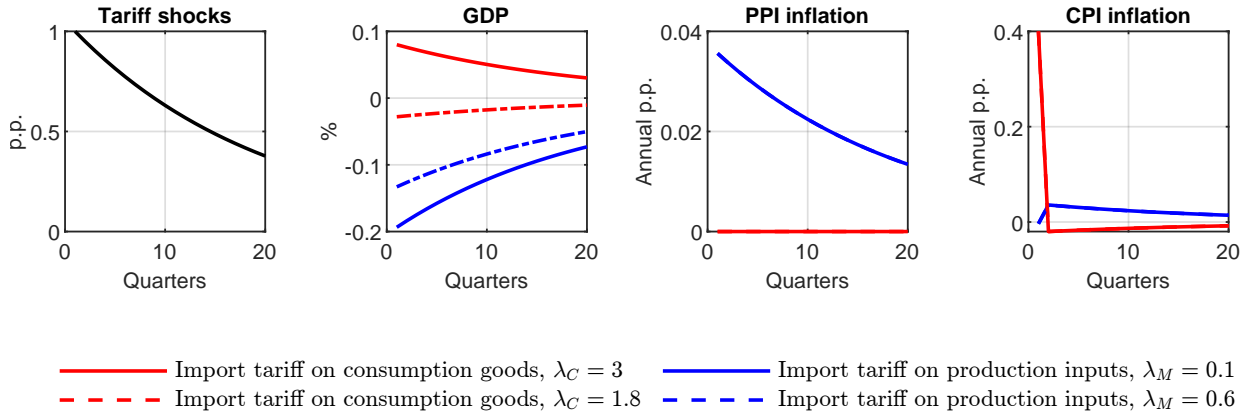 Tariff shocks GDP PPI inflation CPI inflation
1 0.1 0.04 0.4
p.p. 0.5 % 0 -0.1 Annual p.p. 0.02 Annual p.p. 0.2
0 -0.2 0 0
0 10 20 0 10 20 0 10 20 0 10 20
Quarters Quarters Quarters Quarters
Import tariff on consumption goods, λ_C = 3 Import tariff on production inputs, λ_M = 0.1
Import tariff on consumption goods, λ_C = 1.8 Import tariff on production inputs, λ_M = 0.6